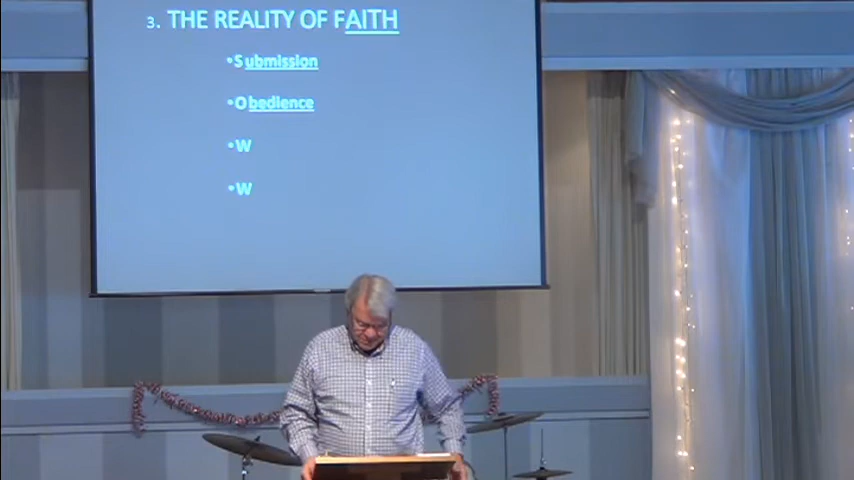 3. THE REALITY OF FAITH
•Submission
•Obedience
•W
•W